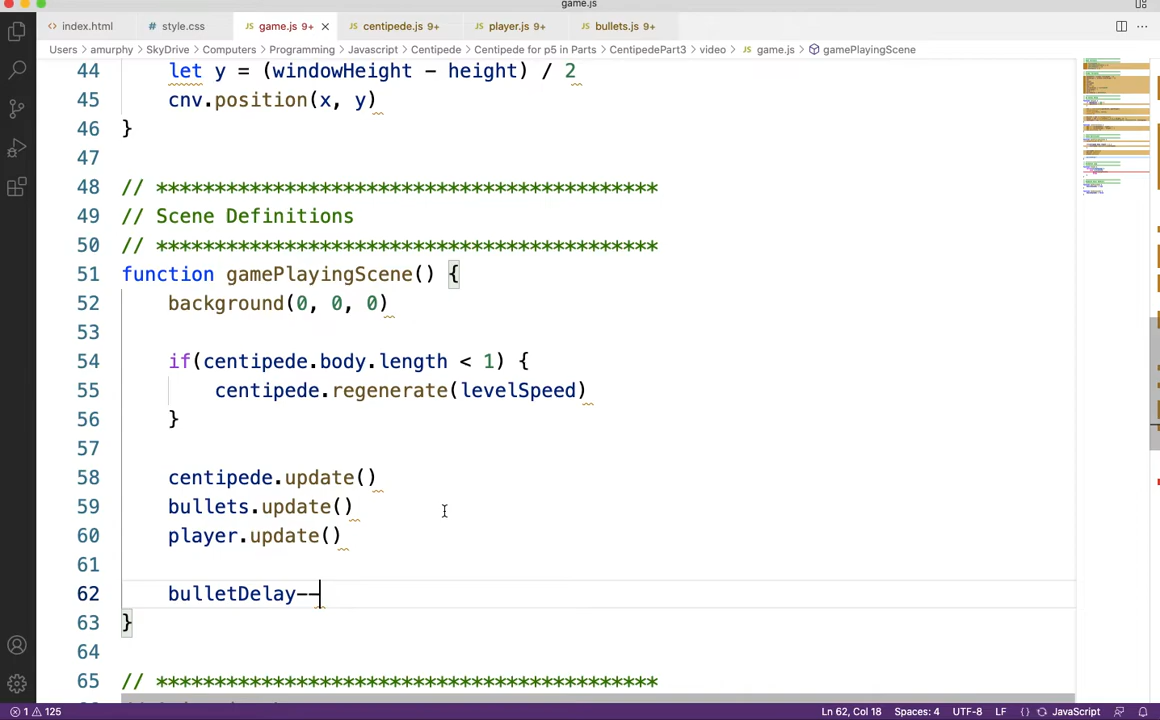 game.js
index.html
style.css
game.js 9+
centipede.js 9+
player.js 9+
bullets.js 9+
Users > amurphy > SkyDrive > Computers > Programming > Javascript > Centipede > Centipede for p5 in Parts > CentipedePart3 > video > game.js > gamePlayingScene
44 let y = (windowHeight - height) / 2
45 cnv.position(x, y)
46 }
47
48 // *******************************************
49 // Scene Definitions
50 // *******************************************
51 function gamePlayingScene() {
52 background(0, 0, 0)
53
54 if(centipede.body.length < 1) {
55 centipede.regenerate(levelSpeed)
56 }
57
58 centipede.update()
59 bullets.update()
60 player.update()
61
62 bulletDelay--
63 }
64
65 // *******************************************
1 125 Ln 62, Col 18 Spaces: 4 UTF-8 LF {} JavaScript